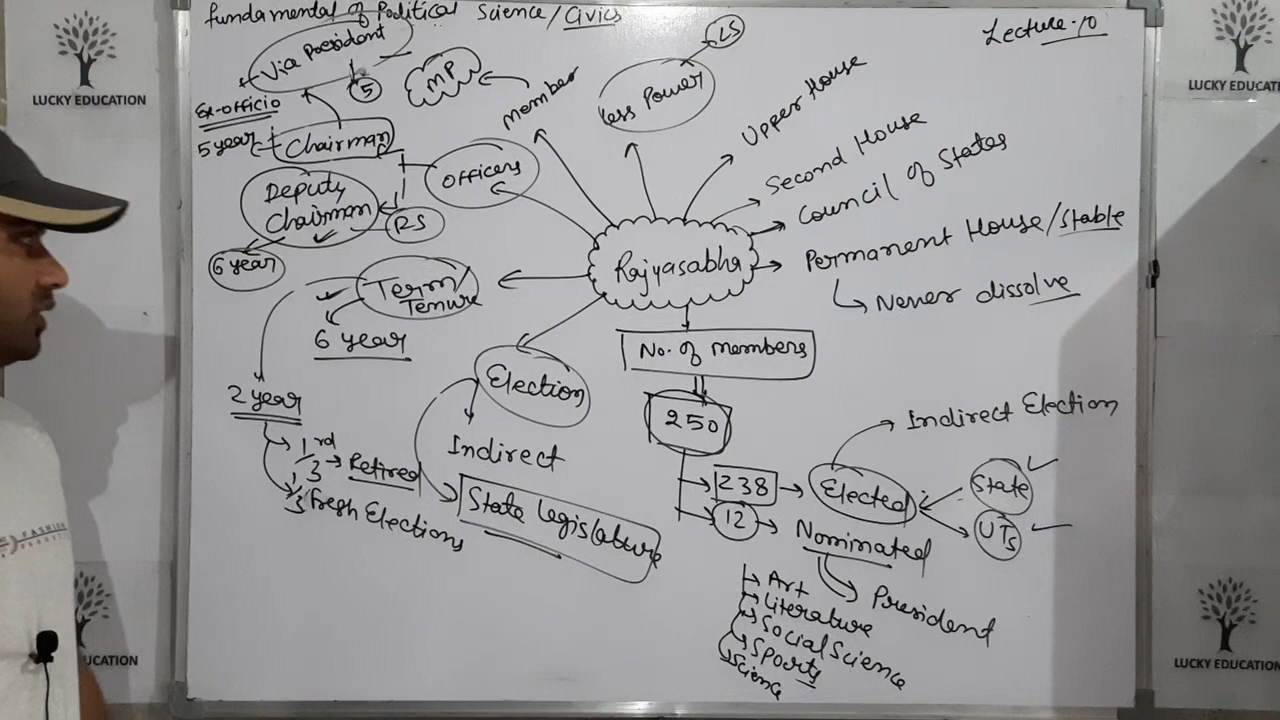 Fundamental of Political Science/Civics
Lecture-10
LUCKY EDUCATION
LUCKY EDUCATION
Vice President
5
Ex-officio
5 year
Chairman
Deputy
Chairman
RS
6 year
Officers
MP
Member
Less Power
LS
Upper House
Second House
Council of States
Permanent House/Stable
Never dissolve
Rajyasabha
Term/
Temure
6 year
2 year
1/3 rd → Retired
1/3 Fresh Elections
Election
Indirect
State legislature
No. of members
250
238 → Elected
Indirect Election
State
UTs
12 → Nominated
President
Art
Literature
Social Science
Sports
Science
FASHION
UCATION
LUCKY EDUCATION